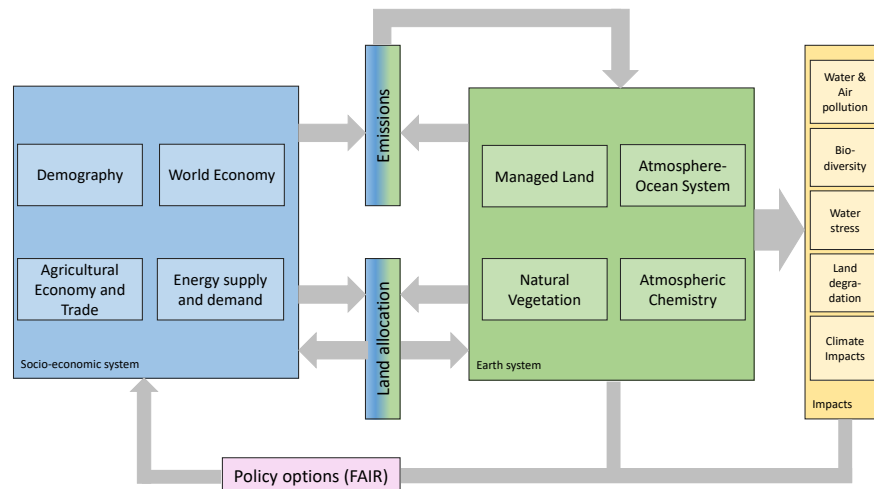 Demography
World Economy
Agricultural
Economy and
Trade
Energy supply
and demand
Socio-economic system
Emissions
Land allocation
Managed Land
Atmosphere-
Ocean System
Natural
Vegetation
Atmospheric
Chemistry
Earth system
Water &
Air
pollution
Bio-
diversity
Water
stress
Land
degra-
dation
Climate
Impacts
Impacts
Policy options (FAIR)